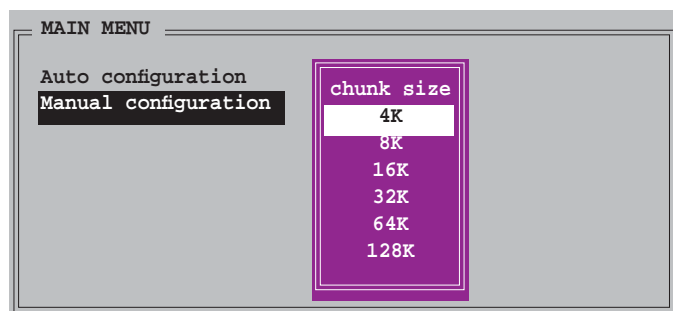 MAIN MENU
Auto configuration
Manual configuration
chunk size
4K
8K
16K
32K
64K
128K